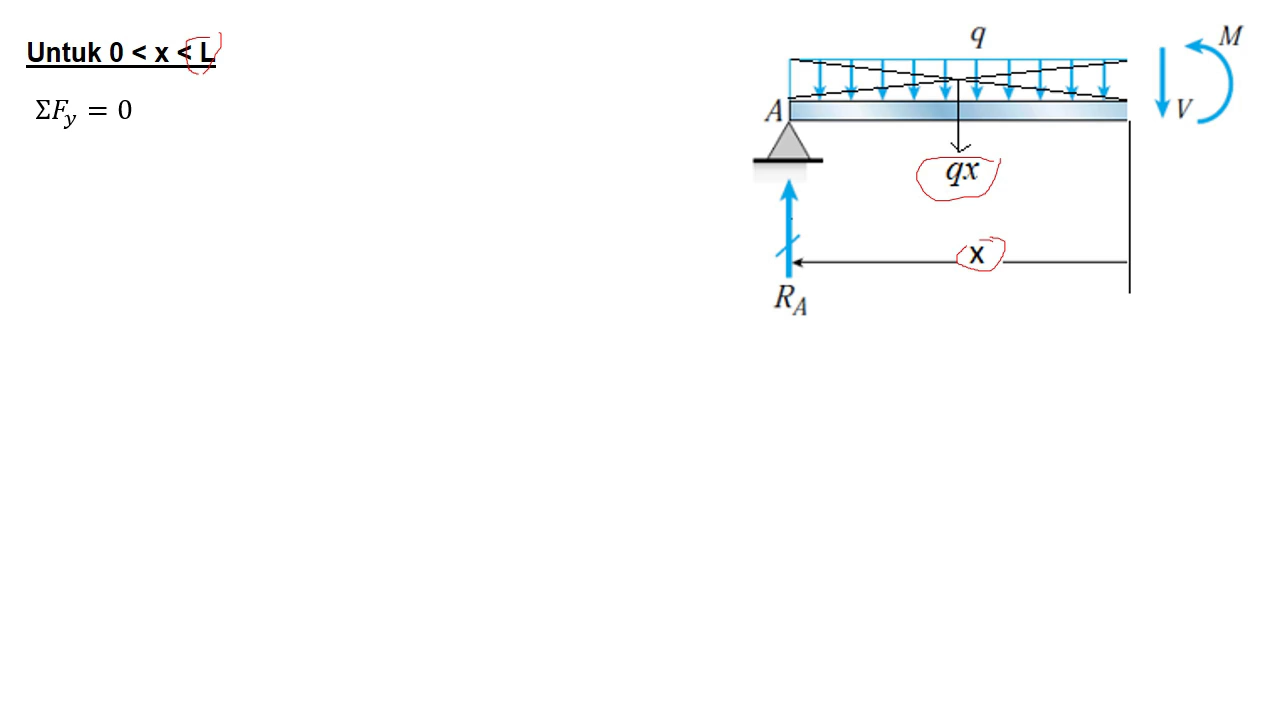 Untuk 0 < x < L
ΣF_y = 0
q
M
A
V
qx
x
R_A